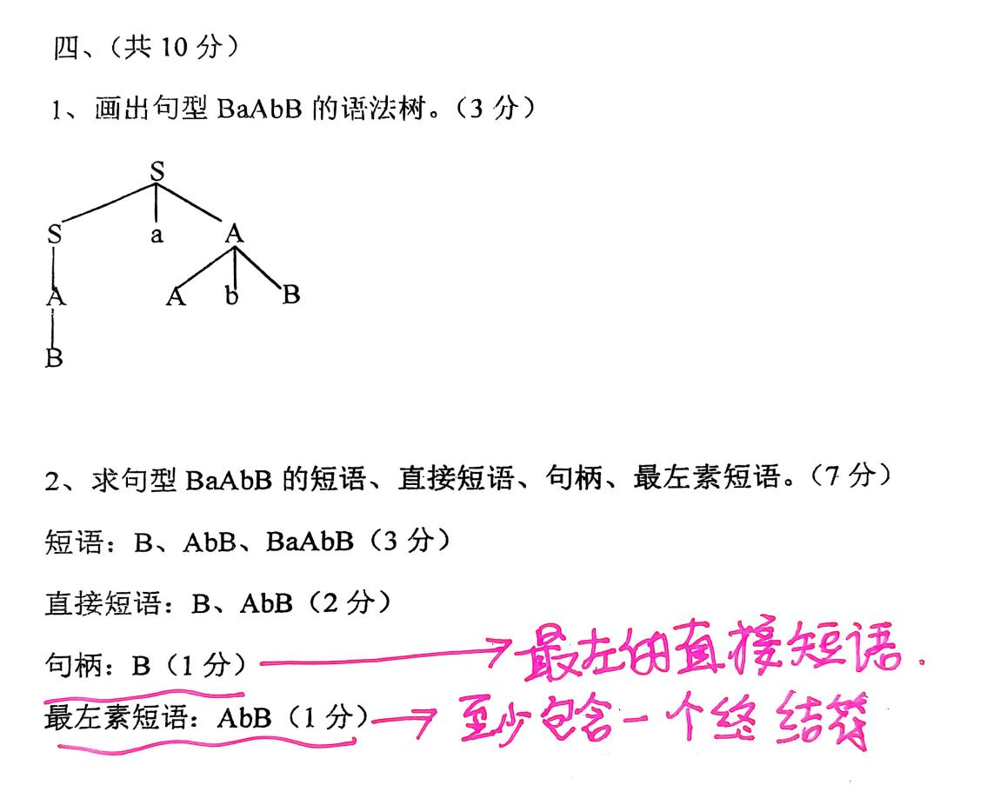 四、（共 10 分）
1、画出句型 BaAbB 的语法树。（3 分）
S
S a A
A A b B
B
2、求句型 BaAbB 的短语、直接短语、句柄、最左素短语。（7 分）
短语：B、AbB、BaAbB（3 分）
直接短语：B、AbB（2 分）
句柄：B（1 分） 最左的直接短语.
最左素短语：AbB（1 分） 至少包含一个终结符